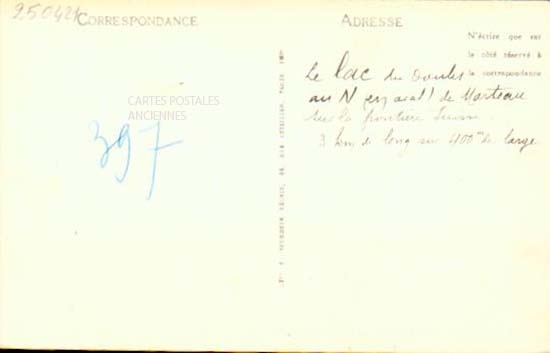 250421
CORRESPONDANCE
ADRESSE
N'écrire que sur
le côté réservé à
la correspondance
Le Lac du Doubs
au N (en aval) de Morteau
sur la frontière Suisse.
3 km de long sur 400m de large
CARTES POSTALES
ANCIENNES
397